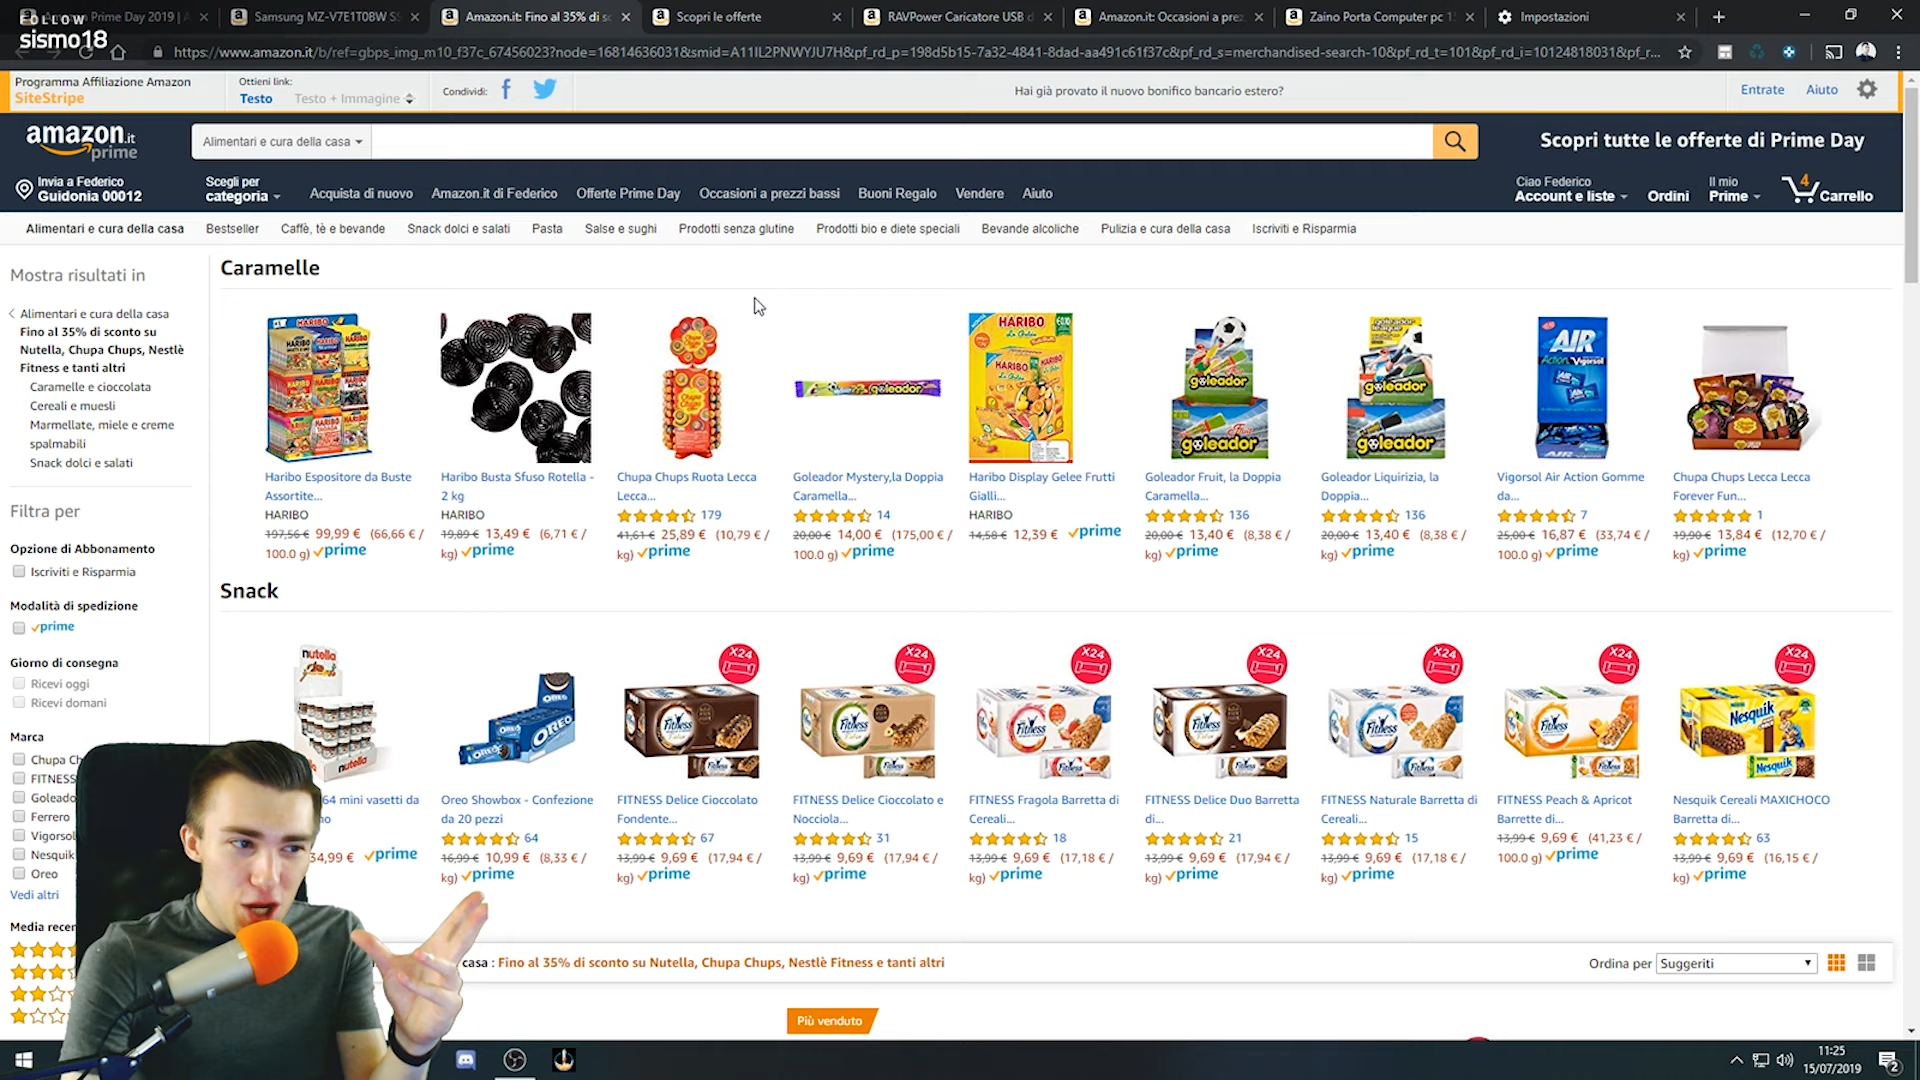 FOLLOW
sismo18
Prime Day 2019 | A
Samsung MZ-V7E1T0BW SS
Amazon.it: Fino al 35% di sc
Scopri le offerte
RAVPower Caricatore USB d
Amazon.it: Occasioni a prez
Zaino Porta Computer pc 1
Impostazioni
https://www.amazon.it/b/ref=gbps_img_m10_f37c_67456023?node=16814636031&smid=A11IL2PNWYJU7H&pf_rd_p=198d5b15-7a32-4841-8dad-aa491c61f37c&pf_rd_s=merchandised-search-10&pf_rd_t=101&pf_rd_i=10124818031&pf_r...
Programma Affiliazione Amazon
SiteStripe
Ottieni link:
Testo
Testo + Immagine
Condividi:
Hai già provato il nuovo bonifico bancario estero?
Entrate
Aiuto
amazon.it
prime
Alimentari e cura della casa
Scopri tutte le offerte di Prime Day
Invia a Federico
Guidonia 00012
Scegli per
categoria
Acquista di nuovo
Amazon.it di Federico
Offerte Prime Day
Occasioni a prezzi bassi
Buoni Regalo
Vendere
Aiuto
Ciao Federico
Account e liste
Ordini
Il mio
Prime
4
Carrello
Alimentari e cura della casa
Bestseller
Caffè, tè e bevande
Snack dolci e salati
Pasta
Salse e sughi
Prodotti senza glutine
Prodotti bio e diete speciali
Bevande alcoliche
Pulizia e cura della casa
Iscriviti e Risparmia
Mostra risultati in
Alimentari e cura della casa
Fino al 35% di sconto su
Nutella, Chupa Chups, Nestlè
Fitness e tanti altri
Caramelle e cioccolata
Cereali e muesli
Marmellate, miele e creme
spalmabili
Snack dolci e salati
Filtra per
Opzione di Abbonamento
Iscriviti e Risparmia
Modalità di spedizione
prime
Giorno di consegna
Ricevi oggi
Ricevi domani
Marca
Chupa Ch
FITNESS
Goleado
Ferrero
Vigorsol
Nesquik
Oreo
Vedi altri
Media recen
Caramelle
Haribo Espositore da Buste
Assortite...
HARIBO
197,56 € 99,99 € (66,66 € /
100.0 g) prime
Haribo Busta Sfuso Rotella -
2 kg
HARIBO
19,89 € 13,49 € (6,71 € /
kg) prime
Chupa Chups Ruota Lecca
Lecca...
179
41,61 € 25,89 € (10,79 € /
kg) prime
Goleador Mystery,la Doppia
Caramella...
14
20,00 € 14,00 € (175,00 € /
100.0 g) prime
Haribo Display Gelee Frutti
Gialli...
HARIBO
14,58 € 12,39 € prime
Goleador Fruit, la Doppia
Caramella...
136
20,00 € 13,40 € (8,38 € /
kg) prime
Goleador Liquirizia, la
Doppia...
136
20,00 € 13,40 € (8,38 € /
kg) prime
Vigorsol Air Action Gomme
da...
7
25,00 € 16,87 € (33,74 € /
100.0 g) prime
Chupa Chups Lecca Lecca
Forever Fun...
1
19,90 € 13,84 € (12,70 € /
kg) prime
Snack
64 mini vasetti da
no
34,99 € prime
Oreo Showbox - Confezione
da 20 pezzi
64
16,99 € 10,99 € (8,33 € /
kg) prime
FITNESS Delice Cioccolato
Fondente...
67
13,99 € 9,69 € (17,94 € /
kg) prime
FITNESS Delice Cioccolato e
Nocciola...
31
13,99 € 9,69 € (17,94 € /
kg) prime
FITNESS Fragola Barretta di
Cereali...
18
13,99 € 9,69 € (17,18 € /
kg) prime
FITNESS Delice Duo Barretta
di...
21
13,99 € 9,69 € (17,94 € /
kg) prime
FITNESS Naturale Barretta di
Cereali...
15
13,99 € 9,69 € (17,18 € /
kg) prime
FITNESS Peach & Apricot
Barrette di...
13,99 € 9,69 € (41,23 € /
100.0 g) prime
Nesquik Cereali MAXICHOCO
Barretta di...
63
13,99 € 9,69 € (16,15 € /
kg) prime
casa : Fino al 35% di sconto su Nutella, Chupa Chups, Nestlè Fitness e tanti altri
Ordina per
Suggeriti
Più venduto
11:25
15/07/2019
2